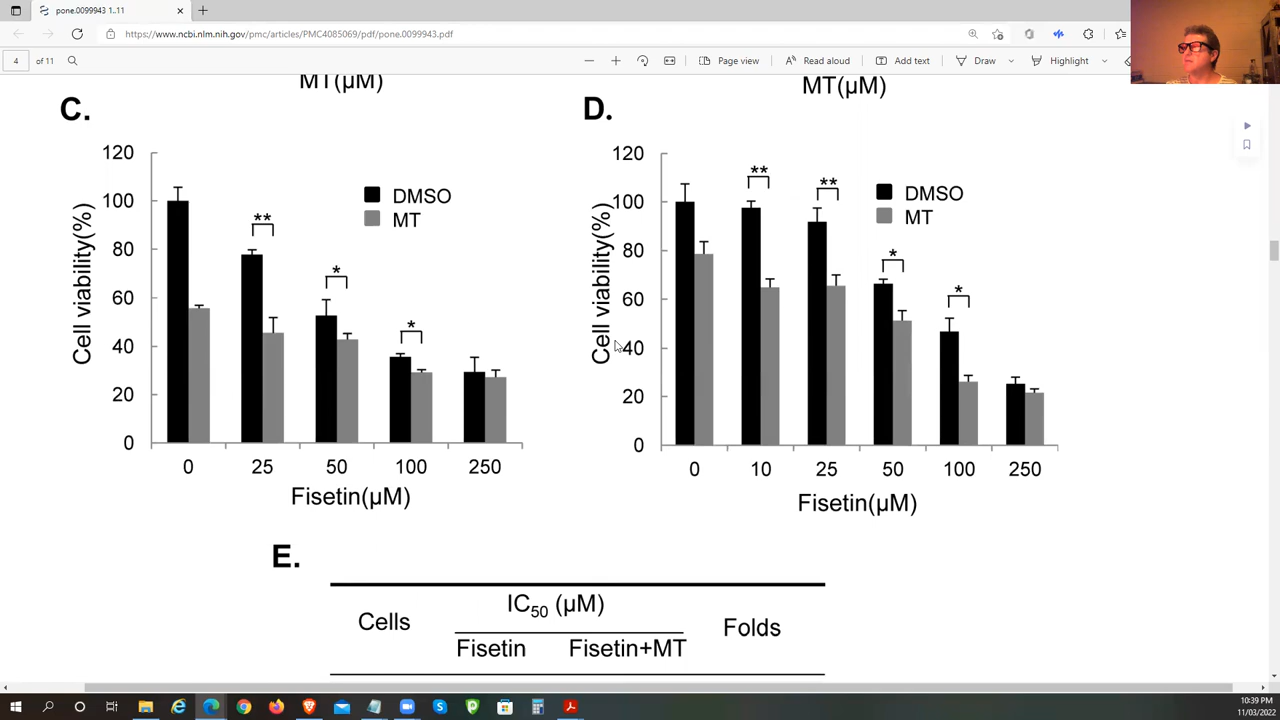 pone.0099943 1..11
https://www.ncbi.nlm.nih.gov/pmc/articles/PMC4085069/pdf/pone.0099943.pdf
4 of 11
Page view
Read aloud
Add text
Draw
Highlight
MT(μM)
MT(μM)
C.
120
100
80
60
40
20
0
Cell viability(%)
**
*
*
DMSO
MT
0 25 50 100 250
Fisetin(μM)
D.
120
100
80
60
40
20
0
Cell viability(%)
**
**
*
*
DMSO
MT
0 10 25 50 100 250
Fisetin(μM)
E.
Cells
IC50 (μM)
Folds
Fisetin Fisetin+MT
10:39 PM
11/03/2022